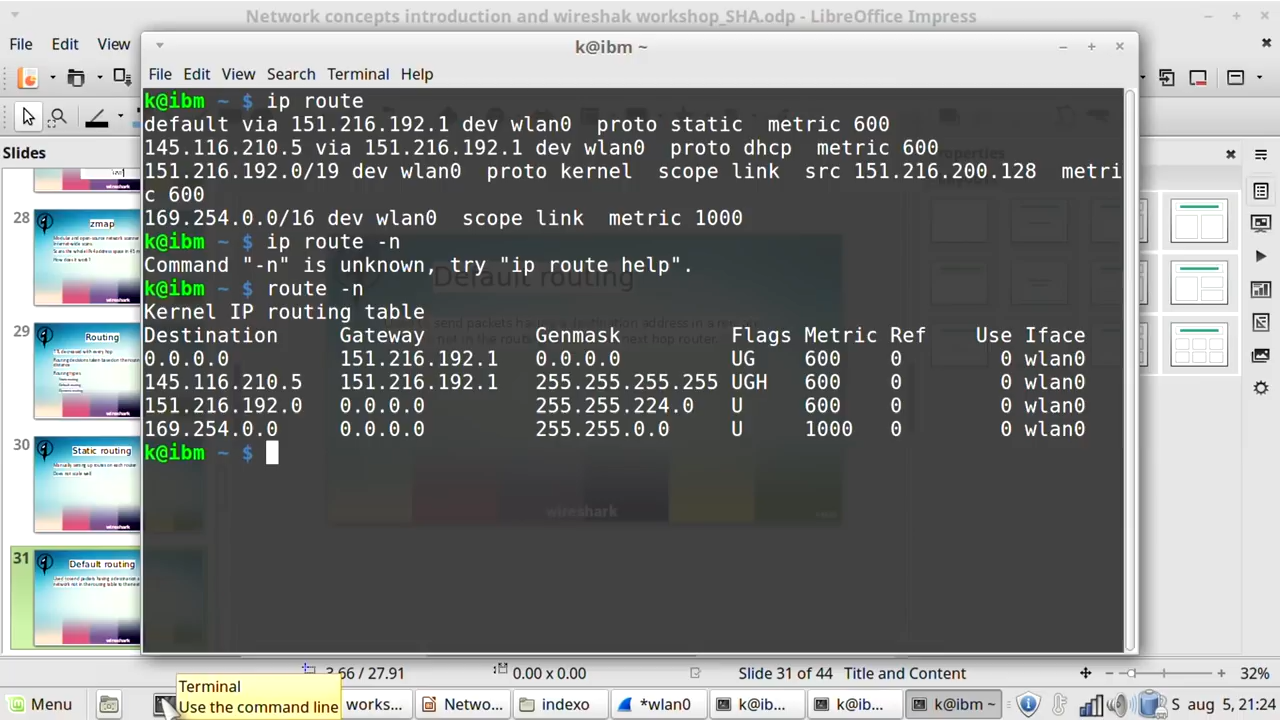 Network concepts introduction and wireshak workshop_SHA.odp - LibreOffice Impress
File Edit View
k@ibm ~
File Edit View Search Terminal Help
k@ibm ~ $ ip route
default via 151.216.192.1 dev wlan0 proto static metric 600
145.116.210.5 via 151.216.192.1 dev wlan0 proto dhcp metric 600
151.216.192.0/19 dev wlan0 proto kernel scope link src 151.216.200.128 metri
c 600
169.254.0.0/16 dev wlan0 scope link metric 1000
k@ibm ~ $ ip route -n
Command "-n" is unknown, try "ip route help".
k@ibm ~ $ route -n
Kernel IP routing table
Destination Gateway Genmask Flags Metric Ref Use Iface
0.0.0.0 151.216.192.1 0.0.0.0 UG 600 0 0 wlan0
145.116.210.5 151.216.192.1 255.255.255.255 UGH 600 0 0 wlan0
151.216.192.0 0.0.0.0 255.255.224.0 U 600 0 0 wlan0
169.254.0.0 0.0.0.0 255.255.0.0 U 1000 0 0 wlan0
k@ibm ~ $
Slides
28
zmap
29
Routing
30
Static routing
31
Default routing
Properties
Default routing
wireshark
3.66 / 27.91 0.00 x 0.00 Slide 31 of 44 Title and Content 32%
Terminal
Use the command line
Menu works... Netwo... indexo *wlan0 k@ib... k@ib... k@ibm ~ S aug 5, 21:24